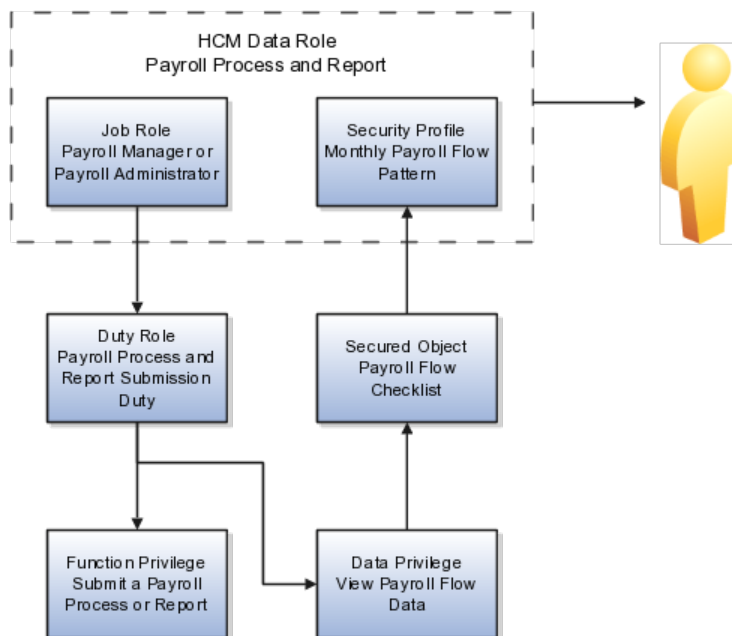 HCM Data Role
Payroll Process and Report
Job Role
Payroll Manager or
Payroll Administrator
Security Profile
Monthly Payroll Flow
Pattern
Duty Role
Payroll Process and
Report Submission
Duty
Secured Object
Payroll Flow
Checklist
Function Privilege
Submit a Payroll
Process or Report
Data Privilege
View Payroll Flow
Data